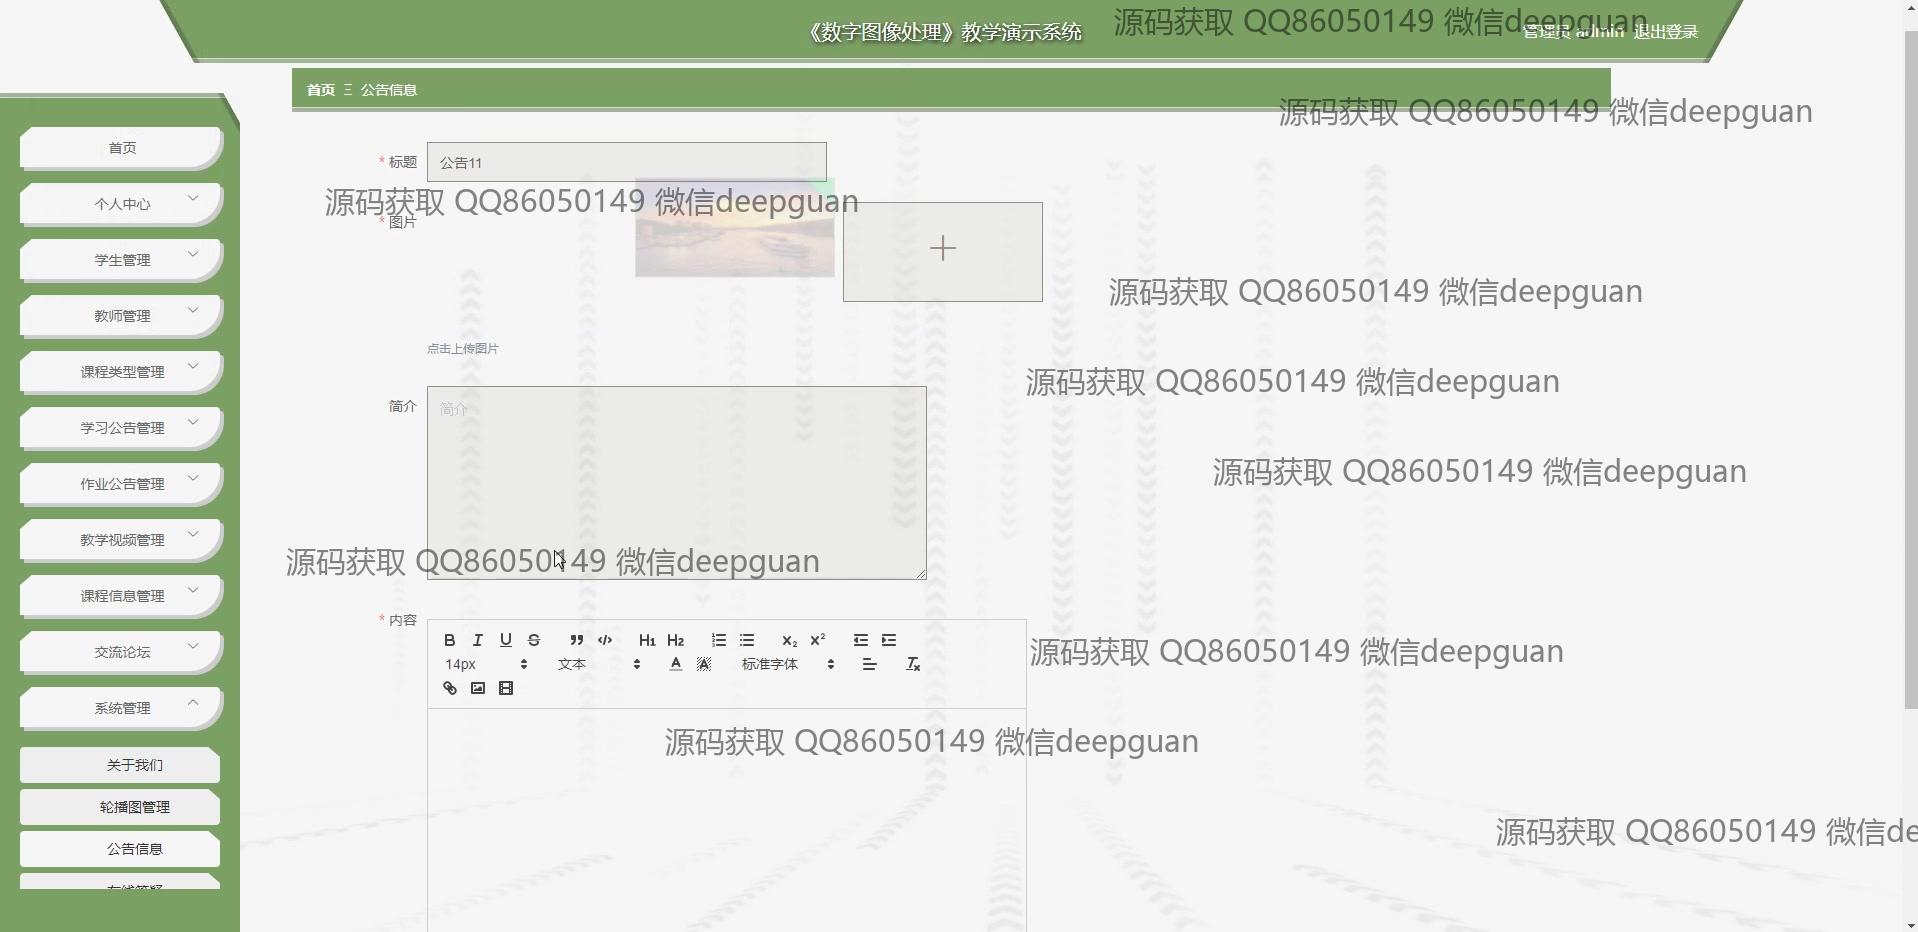 《数字图像处理》教学演示系统
源码获取 QQ86050149 微信deepguan
管理员 admin 退出登录
首页 Ξ 公告信息
源码获取 QQ86050149 微信deepguan
首页
* 标题 公告11
个人中心
源码获取 QQ86050149 微信deepguan
* 图片
学生管理
源码获取 QQ86050149 微信deepguan
教师管理
点击上传图片
课程类型管理
源码获取 QQ86050149 微信deepguan
简介 简介
学习公告管理
源码获取 QQ86050149 微信deepguan
作业公告管理
教学视频管理
源码获取 QQ86050149 微信deepguan
课程信息管理
* 内容
B I U S H1 H2 X2 X2
交流论坛
源码获取 QQ86050149 微信deepguan
14px 文本 A A 标准字体 Tx
系统管理
源码获取 QQ86050149 微信deepguan
关于我们
轮播图管理
源码获取 QQ86050149 微信de
公告信息